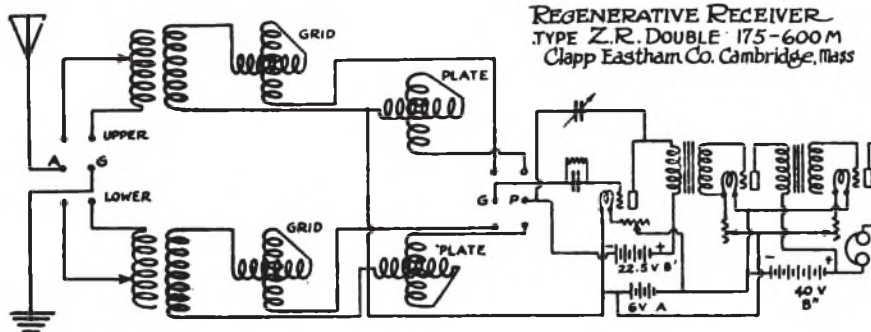 REGENERATIVE RECEIVER
TYPE Z.R. DOUBLE 175-600 M
Clapp Eastham Co. Cambridge, Mass
GRID
PLATE
UPPER
A
G
LOWER
G
P
GRID
PLATE
- +
22.5 V B'
6V A
- +
40 V
B"